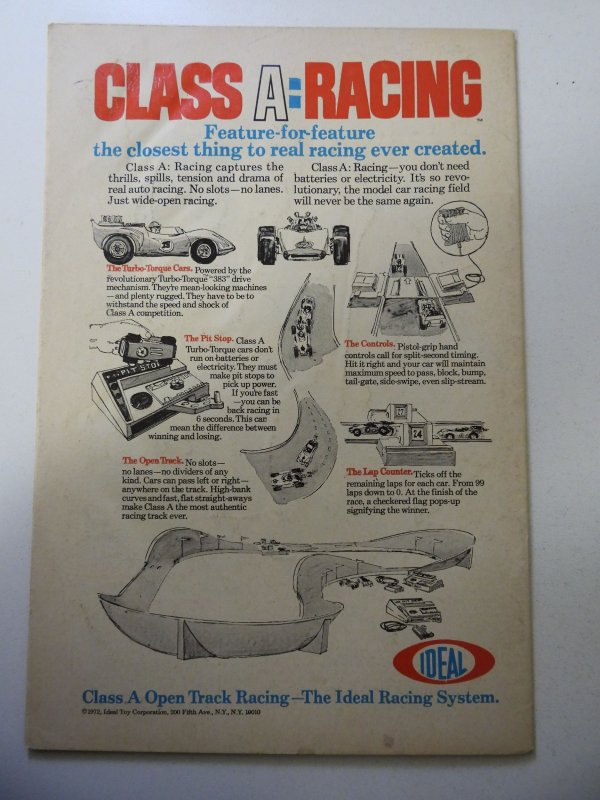 CLASS A: RACING
TM
Feature-for-feature
the closest thing to real racing ever created.
Class A: Racing captures the
thrills, spills, tension and drama of
real auto racing. No slots—no lanes.
Just wide-open racing.
Class A: Racing—you don't need
batteries or electricity. It's so revo-
lutionary, the model car racing field
will never be the same again.
The Turbo-Torque Cars. Powered by the
revolutionary Turbo-Torque "383" drive
mechanism. They're mean-looking machines
—and plenty rugged. They have to be to
withstand the speed and shock of
Class A competition.
The Pit Stop. Class A
Turbo-Torque cars don't
run on batteries or
electricity. They must
make pit stops to
pick up power.
If you're fast
—you can be
back racing in
6 seconds. This can
mean the difference between
winning and losing.
PIT STOP
The Controls. Pistol-grip hand
controls call for split-second timing.
Hit it right and your car will maintain
maximum speed to pass, block, bump,
tail-gate, side-swipe, even slip-stream.
The Open Track. No slots—
no lanes—no dividers of any
kind. Cars can pass left or right—
anywhere on the track. High-bank
curves and fast, flat straight-aways
make Class A the most authentic
racing track ever.
24
The Lap Counter. Ticks off the
remaining laps for each car. From 99
laps down to 0. At the finish of the
race, a checkered flag pops-up
signifying the winner.
IDEAL
Class A Open Track Racing—The Ideal Racing System.
©1972, Ideal Toy Corporation, 200 Fifth Ave., N.Y., N.Y. 10010